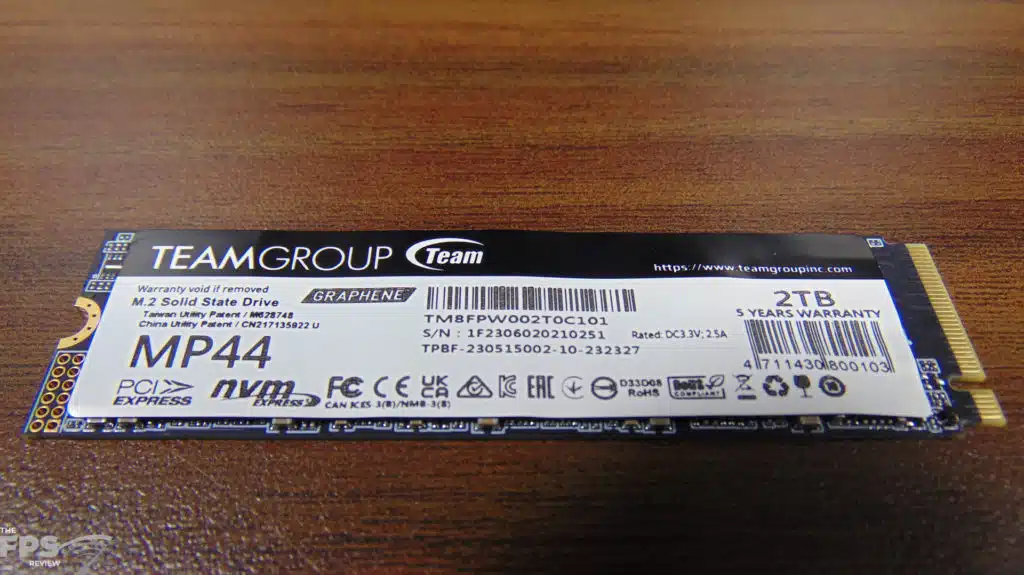 TEAMGROUP Team
https://www.teamgroupinc.com
Warranty void if removed
M.2 Solid State Drive
Taiwan Utility Patent / M628748
China Utility Patent / CN217135922 U
MP44
GRAPHENE
TM8FPW002T0C101
S/N : 1F2306020210251
Rated: DC3.3V; 2.5A
TPBF-230515002-10-232327
2TB
5 YEARS WARRANTY
4 711430 800103
PCI EXPRESS
nvm EXPRESS
FC CE UK CA EAC
CAN ICES-3(B)/NMB-3(B)
D33D08
RoHS
RoHS
COMPLIANT
10
THE
FPS
REVIEW